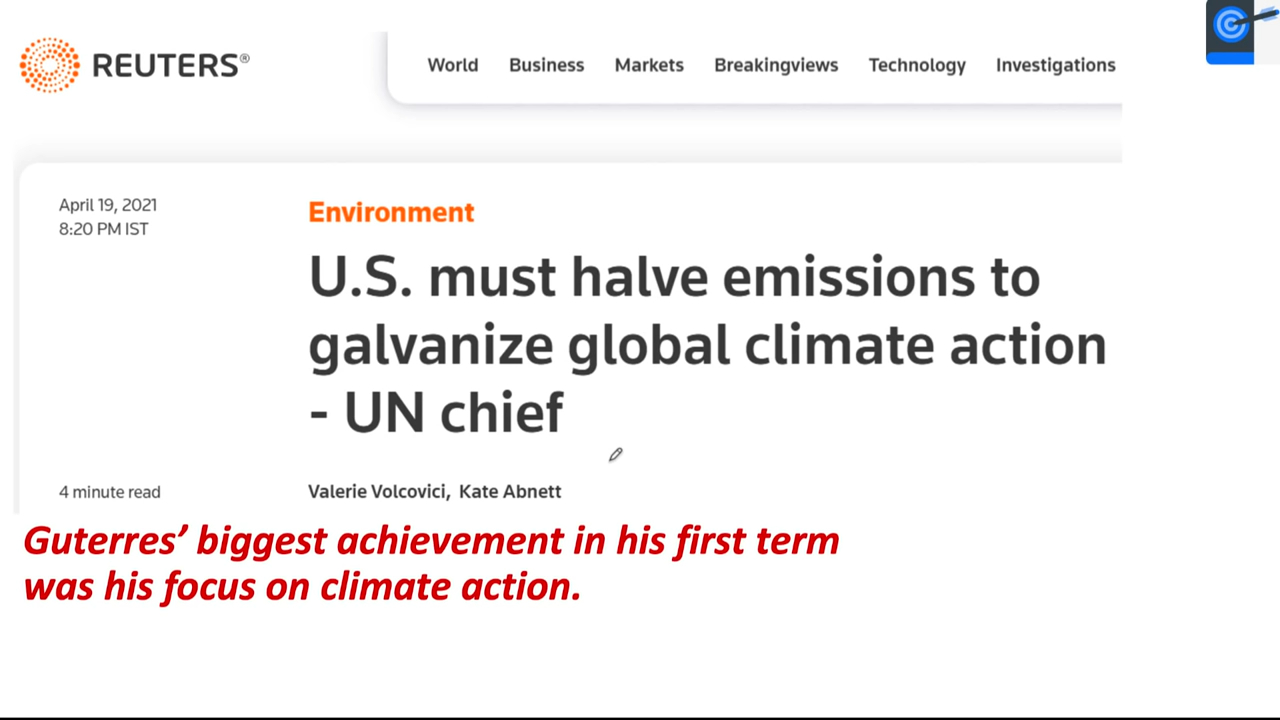 REUTERS®
World Business Markets Breakingviews Technology Investigations
April 19, 2021
8:20 PM IST
Environment
U.S. must halve emissions to
galvanize global climate action
- UN chief
4 minute read
Valerie Volcovici, Kate Abnett
Guterres’ biggest achievement in his first term
was his focus on climate action.